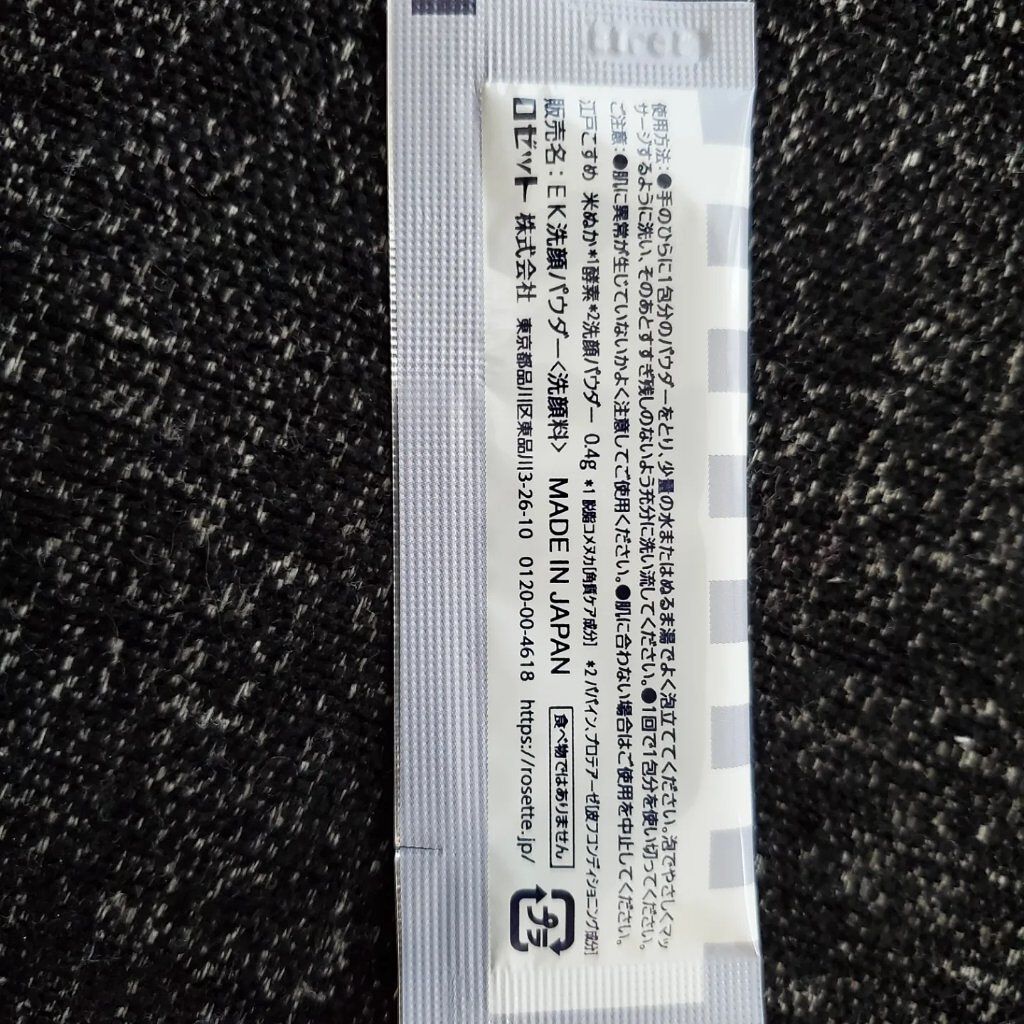 使用方法:●手のひらに1包分のパウダーをとり、少量の水またはぬるま湯でよく泡立ててください。泡でやさしくマッ
サージするように洗い、そのあとすすぎ残しのないよう充分に洗い流してください。●1回で1包分を使い切ってください。
ご注意:●肌に異常が生じていないかよく注意してご使用ください。●肌に合わない場合はご使用を中止してください。
江戸こすめ 米ぬか*1酵素*2洗顔パウダー 0.4g *1 脱脂コメヌカ[角質ケア成分] *2 パパイン、プロテアーゼ[皮フコンディショニング成分]
販売名:EK洗顔パウダー<洗顔料> MADE IN JAPAN 食べ物ではありません
ロゼット 株式会社 東京都品川区東品川3-26-10 0120-00-4618 https://rosette.jp/
プラ